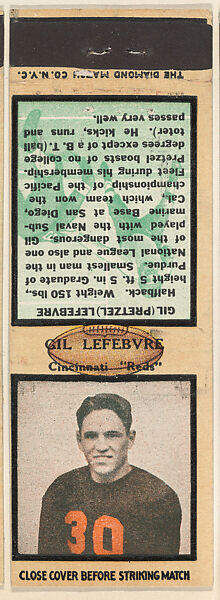 THE DIAMOND MATCH CO. N.Y.C.
GIL (PRETZEL) LEFEBVRE
Halfback. Weight 150 lbs.,
height 5 ft. 5 in. Graduate of
Purdue. Smallest man in the
National League and also one
of the most dangerous. Gil
played with the Naval Sub-
marine Base at San Diego,
Cal. which team won the
championship of the Pacific
Fleet during his membership.
Pretzel boasts of no college
degrees except of a B. T. (ball
toter). He kicks, runs and
passes very well.
GIL LEFEBVRE
Cincinnati "Reds"
30
CLOSE COVER BEFORE STRIKING MATCH